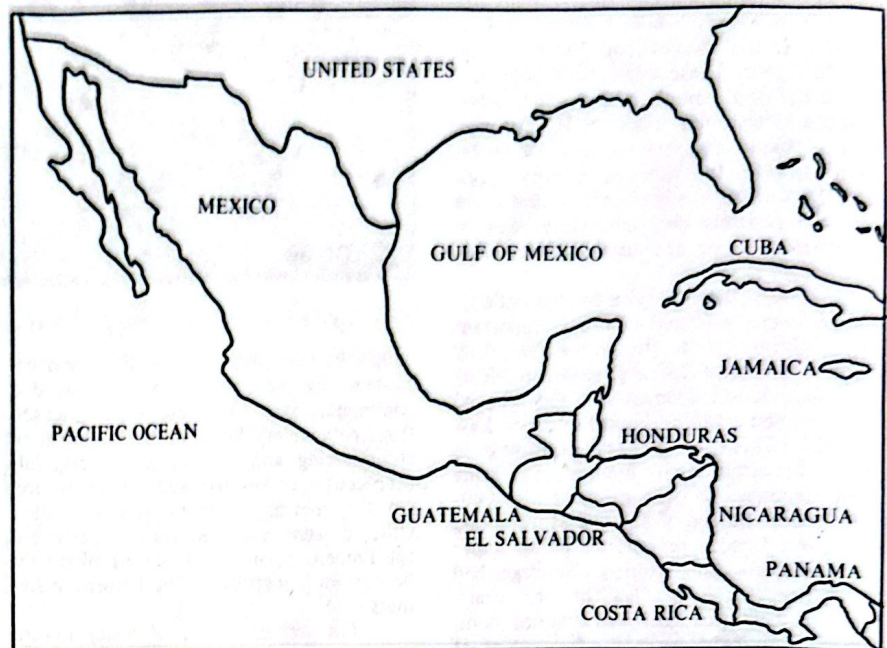 UNITED STATES
MEXICO
GULF OF MEXICO
CUBA
JAMAICA
PACIFIC OCEAN
HONDURAS
GUATEMALA
NICARAGUA
EL SALVADOR
PANAMA
COSTA RICA